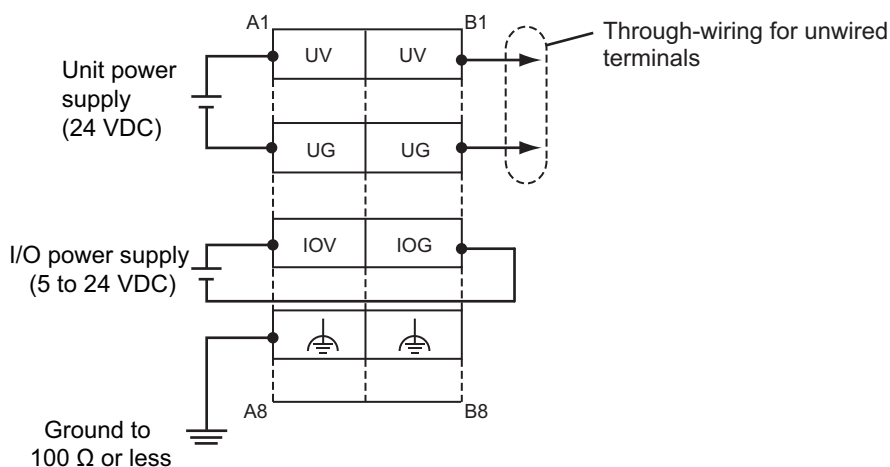 A1
B1
Through-wiring for unwired
terminals
UV
UV
Unit power
supply
(24 VDC)
UG
UG
IOV
IOG
I/O power supply
(5 to 24 VDC)
A8
B8
Ground to
100 Ω or less